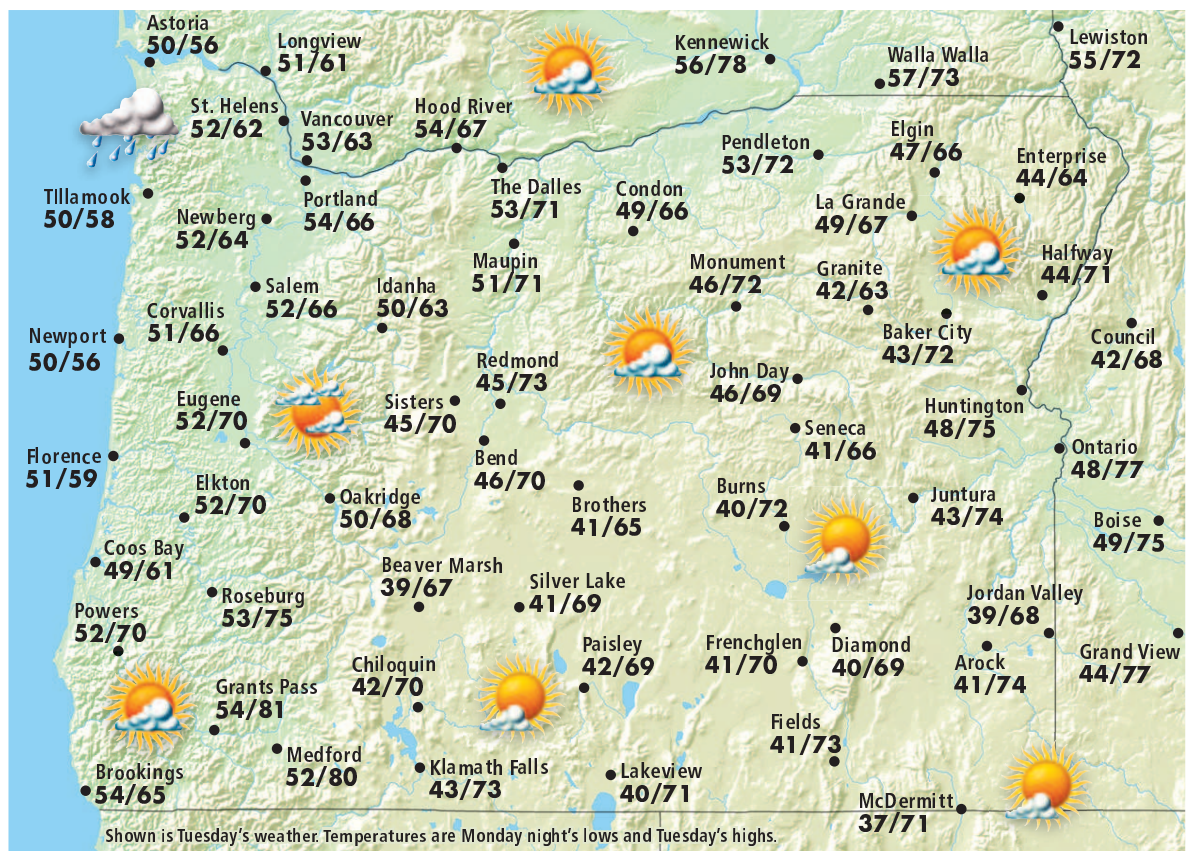 Astoria
50/56
Longview
51/61
Kennewick
56/78
Walla Walla
57/73
Lewiston
55/72
St. Helens
52/62
Vancouver
53/63
Hood River
54/67
Pendleton
53/72
Elgin
47/66
Enterprise
44/64
TIllamook
50/58
Newberg
52/64
Portland
54/66
The Dalles
53/71
Condon
49/66
La Grande
49/67
Maupin
51/71
Monument
46/72
Granite
42/63
Halfway
44/71
Salem
52/66
Idanha
50/63
Corvallis
51/66
Newport
50/56
Baker City
43/72
Council
42/68
Redmond
45/73
John Day
46/69
Eugene
52/70
Sisters
45/70
Huntington
48/75
Seneca
41/66
Florence
51/59
Bend
46/70
Ontario
48/77
Elkton
52/70
Oakridge
50/68
Brothers
41/65
Burns
40/72
Juntura
43/74
Boise
49/75
Coos Bay
49/61
Beaver Marsh
39/67
Silver Lake
41/69
Roseburg
53/75
Powers
52/70
Jordan Valley
39/68
Paisley
42/69
Frenchglen
41/70
Diamond
40/69
Arock
41/74
Grand View
44/77
Chiloquin
42/70
Grants Pass
54/81
Fields
41/73
Medford
52/80
Brookings
54/65
Klamath Falls
43/73
Lakeview
40/71
McDermitt
37/71
Shown is Tuesday's weather. Temperatures are Monday night's lows and Tuesday's highs.